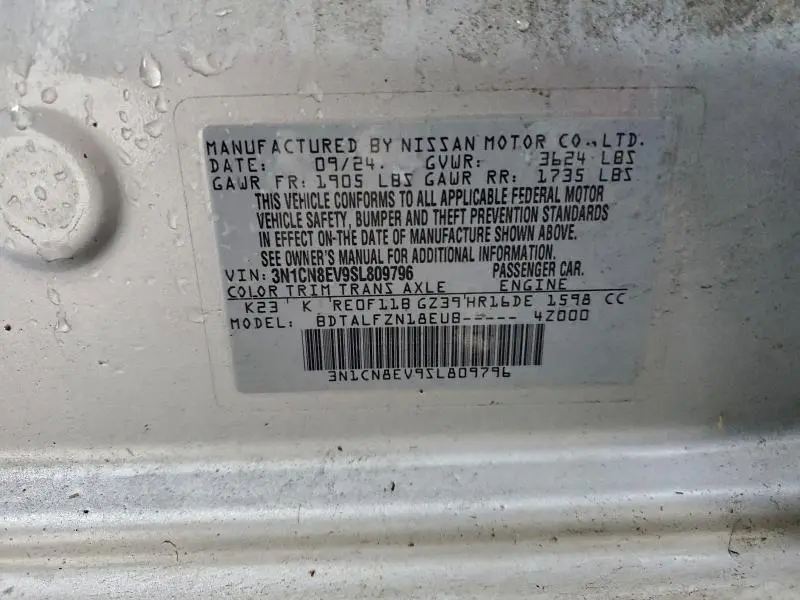 MANUFACTURED BY NISSAN MOTOR CO., LTD.
DATE: 09/24. GVWR: 3624 LBS
GAWR FR: 1905 LBS GAWR RR: 1735 LBS
THIS VEHICLE CONFORMS TO ALL APPLICABLE FEDERAL MOTOR
VEHICLE SAFETY, BUMPER AND THEFT PREVENTION STANDARDS
IN EFFECT ON THE DATE OF MANUFACTURE SHOWN ABOVE.
SEE OWNER'S MANUAL FOR ADDITIONAL INFORMATION.
VIN: 3N1CN8EV9SL809796 PASSENGER CAR.
COLOR TRIM TRANS AXLE ENGINE
K23 K RE0F11B GZ39 HR16DE 1598 CC
MODEL: BDTALFZN18EUB----- 4Z000
3N1CN8EV9SL809796